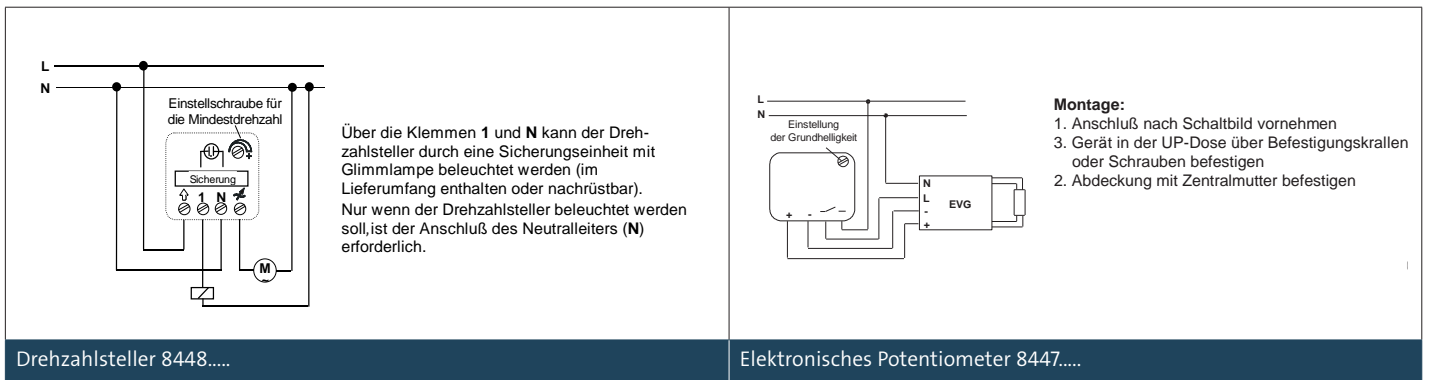 L
N
Einstellschraube für
die Mindestdrehzahl
+
Sicherung
1 N
M
~
Über die Klemmen 1 und N kann der Dreh-
zahlsteller durch eine Sicherungseinheit mit
Glimmlampe beleuchtet werden (im
Lieferumfang enthalten oder nachrüstbar).
Nur wenn der Drehzahlsteller beleuchtet werden
soll,ist der Anschluß des Neutralleiters (N)
erforderlich.
Drehzahlsteller 8448.....
L
N
Einstellung
der Grundhelligkeit
+ -
N
L
-
+
EVG
Montage:
1. Anschluß nach Schaltbild vornehmen
3. Gerät in der UP-Dose über Befestigungskrallen
oder Schrauben befestigen
2. Abdeckung mit Zentralmutter befestigen
Elektronisches Potentiometer 8447.....